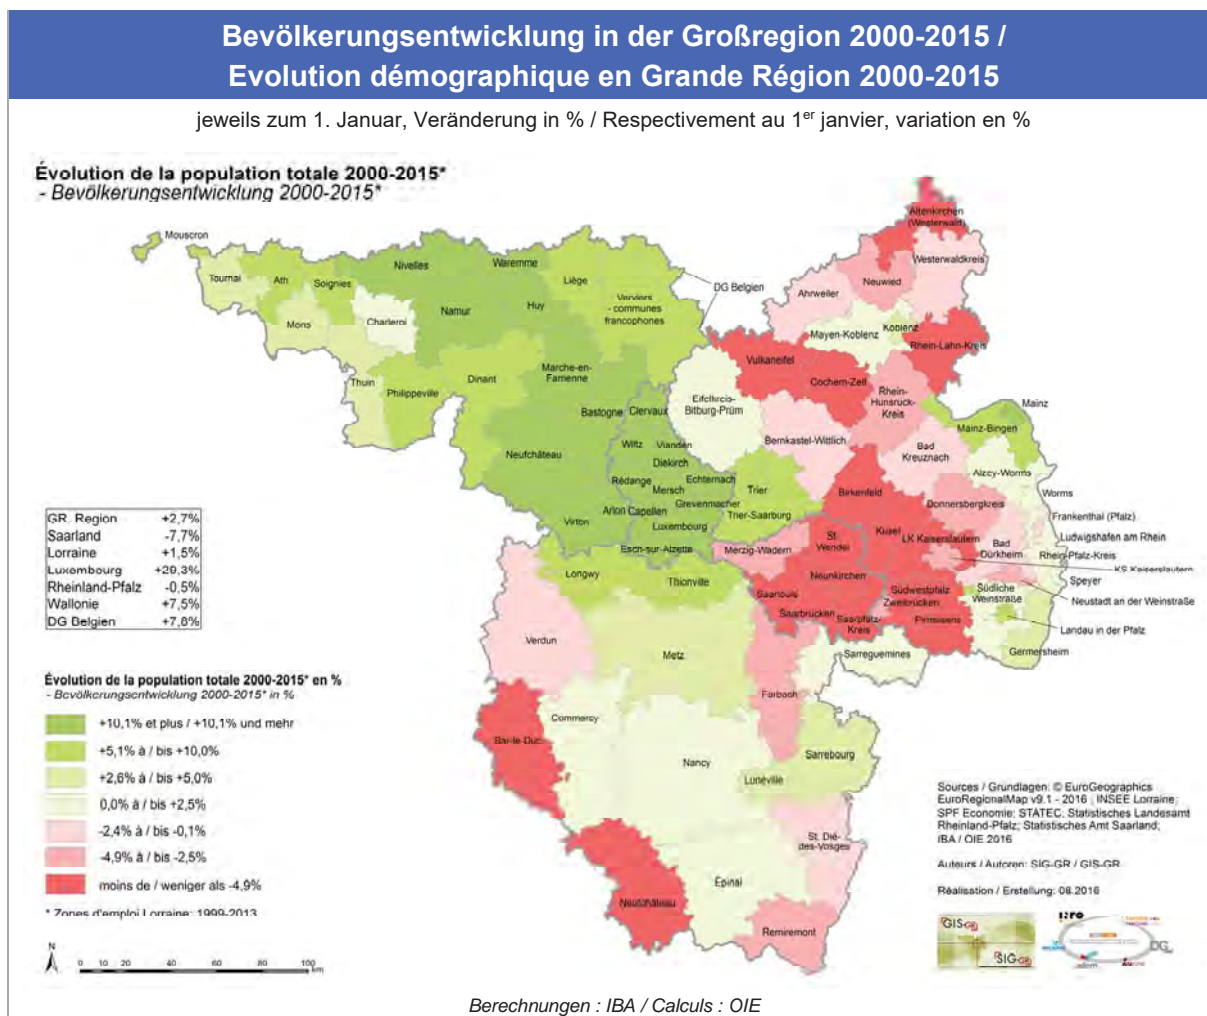 Bevölkerungsentwicklung in der Großregion 2000-2015 /
Evolution démographique en Grande Région 2000-2015
jeweils zum 1. Januar, Veränderung in % / Respectivement au 1er janvier, variation en %
Évolution de la population totale 2000-2015*
- Bevölkerungsentwicklung 2000-2015*
Mouscron
Tournai
Ath
Soignies
Nivelles
Waremme
Liège
Verviers
- communes
francophones
DG Belgien
Mons
Charleroi
Namur
Huy
Thuin
Philippeville
Dinant
Marche-en-
Famenne
Bastogne
Neufchâteau
Virton
Arlon
Clervaux
Wiltz
Vianden
Diekirch
Rédange
Echternach
Mersch
Grevenmacher
Capellen
Luxembourg
Esch-sur-Alzette
Altenkirchen
(Westerwald)
Westerwaldkreis
Neuwied
Ahrweiler
Mayen-Koblenz
Koblenz
Rhein-Lahn-Kreis
Vulkaneifel
Cochem-Zell
Rhein-
Hunsrück-
Kreis
Eifelkreis-
Bitburg-Prüm
Bernkastel-Wittlich
Mainz
Mainz-Bingen
Bad
Kreuznach
Alzey-Worms
Trier
Trier-Saarburg
Birkenfeld
Donnersbergkreis
Worms
Frankenthal (Pfalz)
Ludwigshafen am Rhein
Rhein-Pfalz-Kreis
KS Kaiserslautern
Speyer
Neustadt an der Weinstraße
Landau in der Pfalz
Germersheim
Kusel
LK Kaiserslautern
Bad
Dürkheim
Südliche
Weinstraße
Südwestpfalz
Zweibrücken
Pirmasens
Merzig-Wadern
St.
Wendel
Neunkirchen
Saarlouis
Saarbrücken
Saarpfalz-
Kreis
Longwy
Thionville
Verdun
Metz
Forbach
Sarreguemines
Commercy
Bar-le-Duc
Nancy
Lunéville
Sarrebourg
St. Dié-
des-Vosges
Épinal
Neufchâteau
Remiremont
GR. Region +2,7%
Saarland -7,7%
Lorraine +1,5%
Luxembourg +29,3%
Rheinland-Pfalz -0,5%
Wallonie +7,5%
DG Belgien +7,8%
Évolution de la population totale 2000-2015* en %
- Bevölkerungsentwicklung 2000-2015* in %
+10,1% et plus / +10,1% und mehr
+5,1% à / bis +10,0%
+2,6% à / bis +5,0%
0,0% à / bis +2,5%
-2,4% à / bis -0,1%
-4,9% à / bis -2,5%
moins de / weniger als -4,9%
* Zones d'emploi Lorraine: 1999-2013
N
0 10 20 40 60 80 100
km
Sources / Grundlagen: © EuroGeographics
EuroRegionalMap v9.1 - 2016 ; INSEE Lorraine;
SPF Economie; STATEC; Statistisches Landesamt
Rheinland-Pfalz; Statistisches Amt Saarland;
IBA / OIE 2016
Auteurs / Autoren: SIG-GR / GIS-GR
Réalisation / Erstellung: 08.2016
GIS-GR
SIG-GR
DG
Berechnungen : IBA / Calculs : OIE